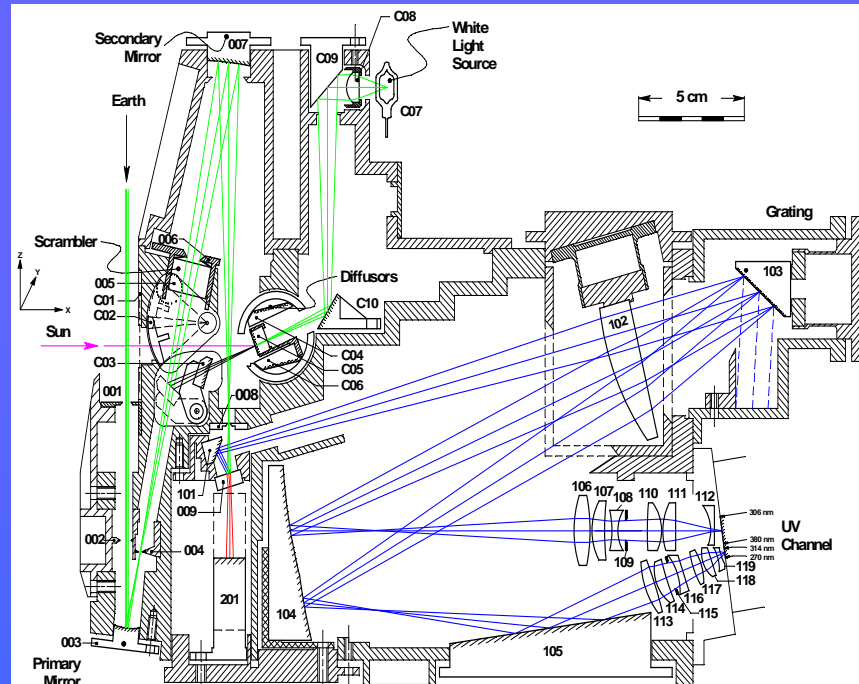 Secondary
Mirror
007
C09
C08
White
Light
Source
C07
5 cm
Earth
Grating
Scrambler
006
005
C01
C02
Z
Y
X
Sun
Diffusors
C10
C03
C04
C05
C06
001
008
102
103
101
009
002
004
106
107
108
109
110
111
112
306 nm
380 nm
314 nm
270 nm
UV
Channel
119
118
117
116
115
114
113
201
104
105
003
Primary
Mirror